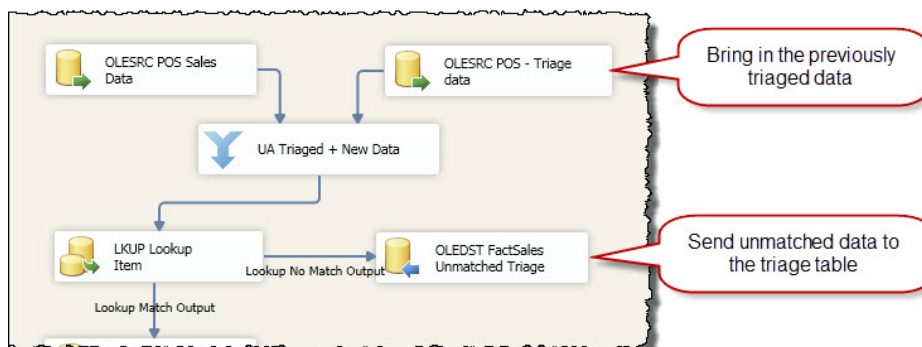 OLESRC POS Sales
Data
OLESRC POS - Triage
data
Bring in the previously
triaged data
UA Triaged + New Data
LKUP Lookup
Item
Lookup No Match Output
OLEDST FactSales
Unmatched Triage
Send unmatched data to
the triage table
Lookup Match Output